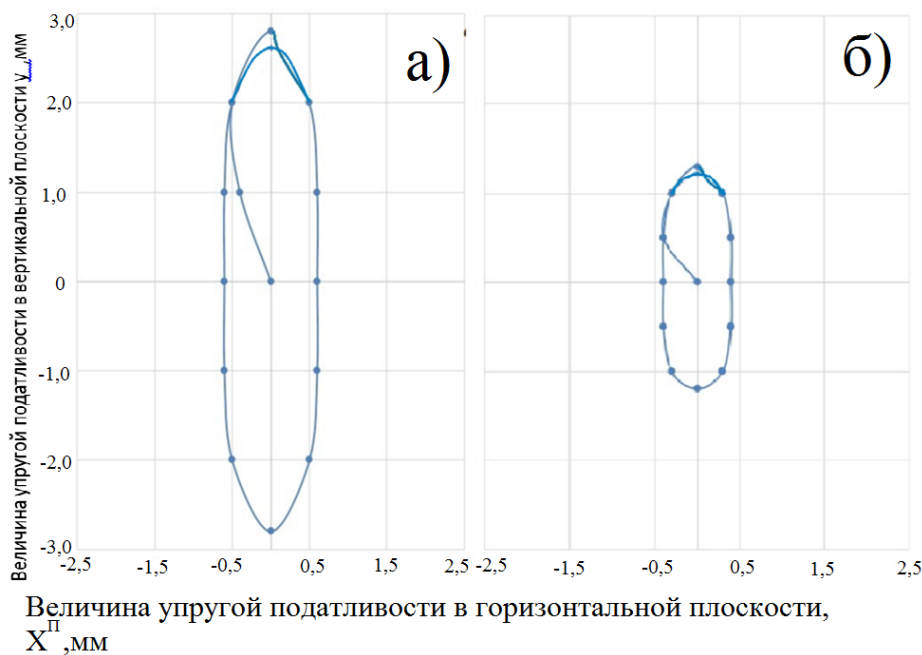 Величина упругой податливости в вертикальной плоскости у ,мм
3,0
2,0
1,0
0
-1,0
-2,0
-3,0
а)
б)
-2,5 -1,5 -0,5 0,5 1,5 2,5
-2,5 -1,5 -0,5 0,5 1,5 2,5
Величина упругой податливости в горизонтальной плоскости,
Xᴨ,мм